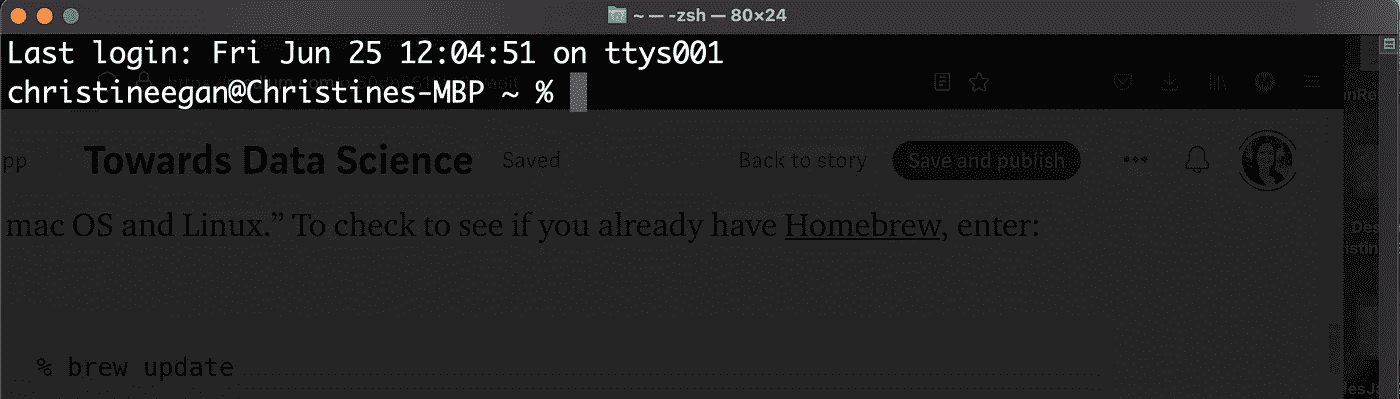 ~ — -zsh — 80×24
Last login: Fri Jun 25 12:04:51 on ttys001
christineegan@Christines-MBP ~ %
pp Towards Data Science Saved Back to story Save and publish
mac OS and Linux.” To check to see if you already have Homebrew, enter:
% brew update